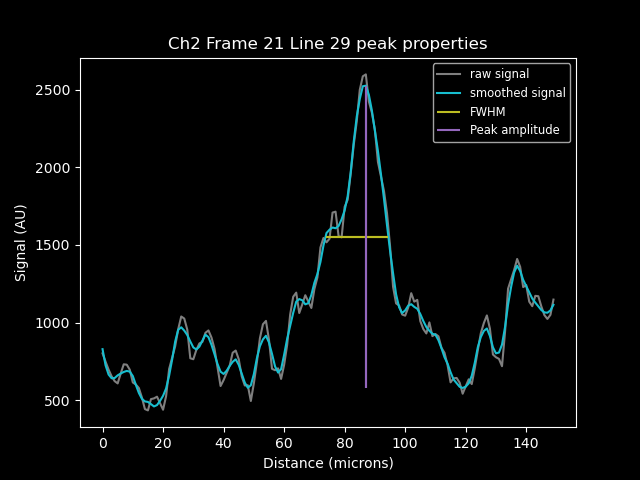 Ch2 Frame 21 Line 29 peak properties
raw signal
smoothed signal
FWHM
Peak amplitude
Signal (AU)
2500
2000
1500
1000
500
0 20 40 60 80 100 120 140
Distance (microns)